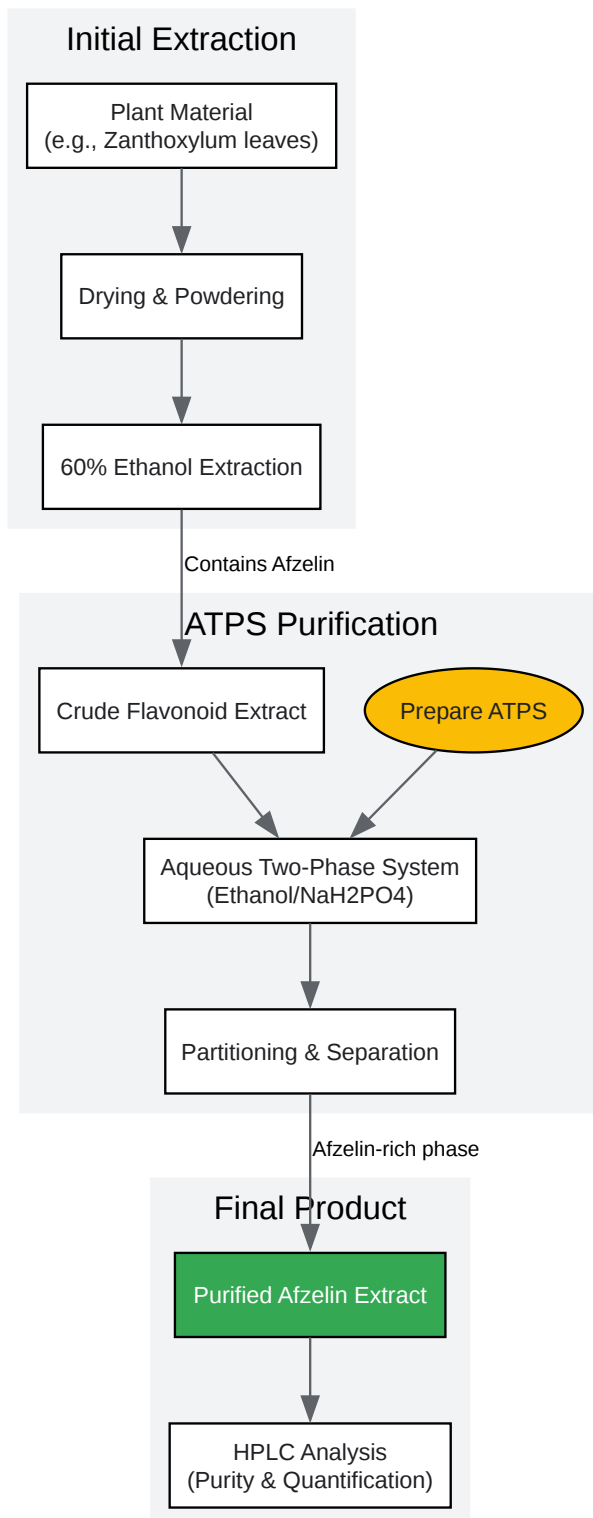 Initial Extraction
Plant Material
(e.g., Zanthoxylum leaves)
Drying & Powdering
60% Ethanol Extraction
Contains Afzelin
ATPS Purification
Crude Flavonoid Extract
Prepare ATPS
Aqueous Two-Phase System
(Ethanol/NaH2PO4)
Partitioning & Separation
Afzelin-rich phase
Final Product
Purified Afzelin Extract
HPLC Analysis
(Purity & Quantification)